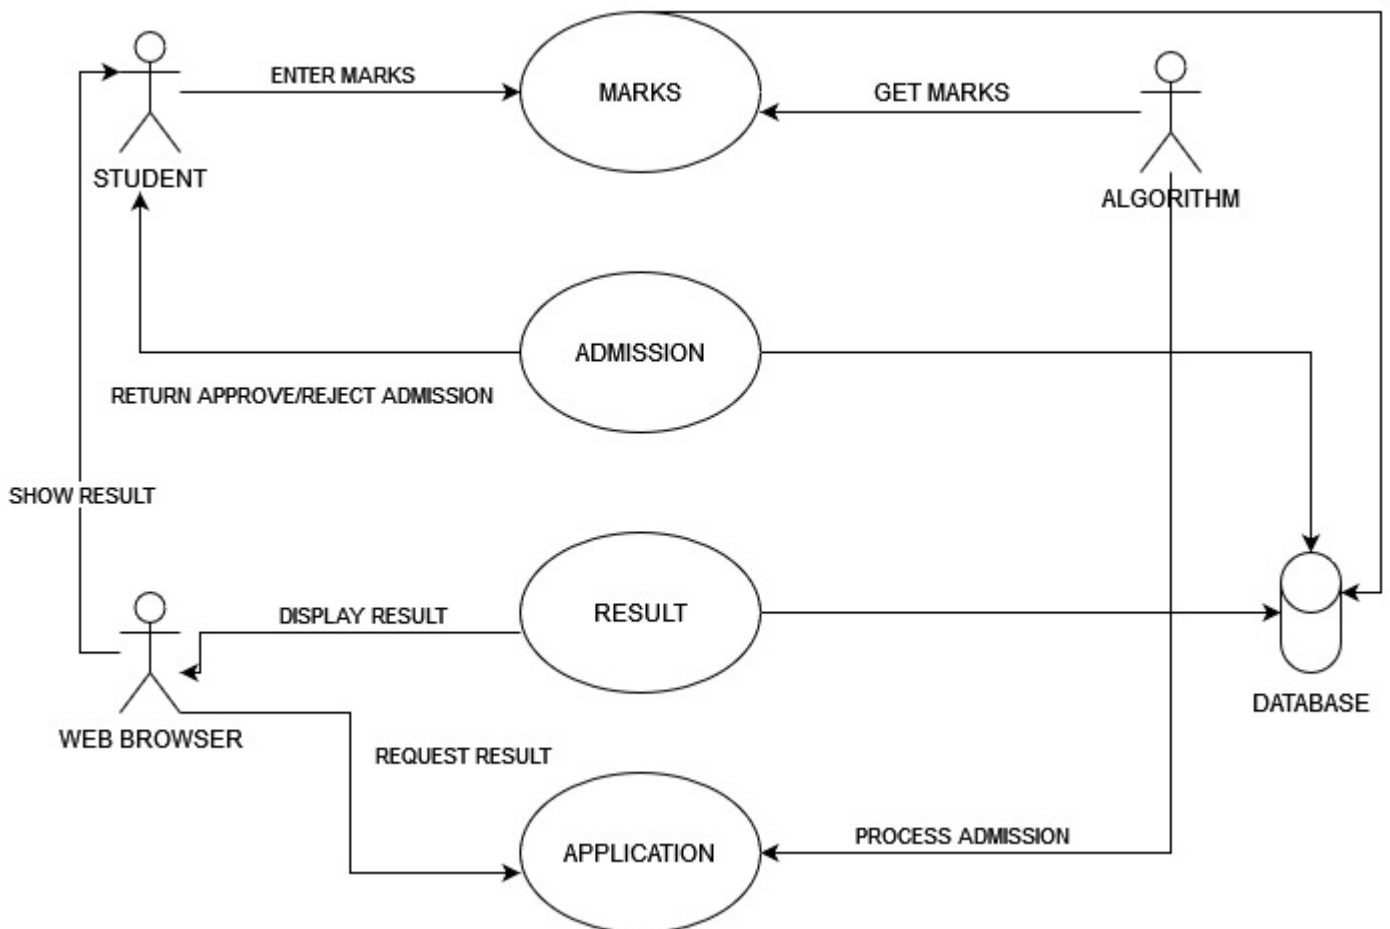 ENTER MARKS
MARKS
GET MARKS
STUDENT
ALGORITHM
ADMISSION
RETURN APPROVE/REJECT ADMISSION
SHOW RESULT
DISPLAY RESULT
RESULT
DATABASE
WEB BROWSER
REQUEST RESULT
APPLICATION
PROCESS ADMISSION